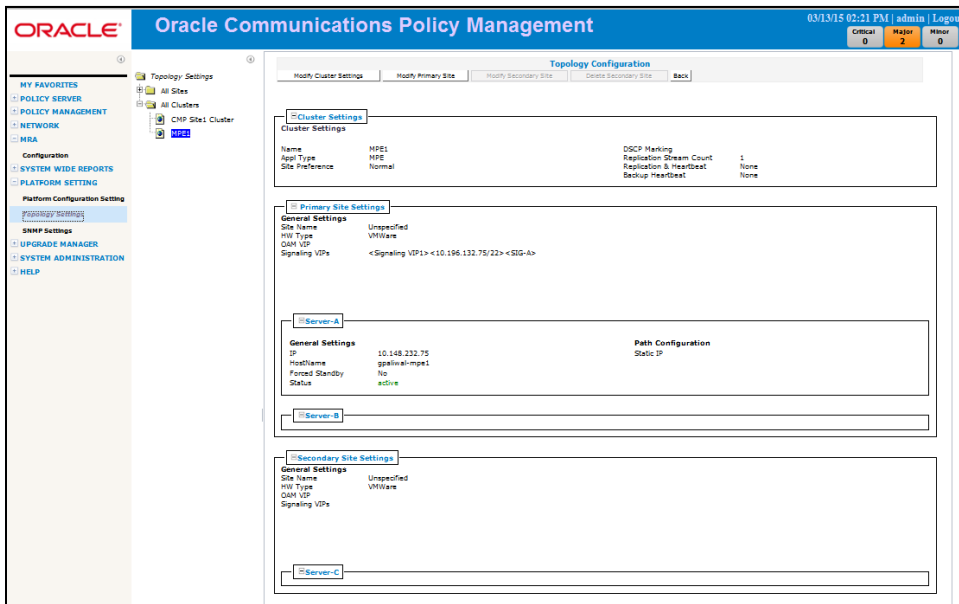 ORACLE
Oracle Communications Policy Management
03/13/15 02:21 PM | admin | Logou
Critical
0
Major
2
Minor
0
MY FAVORITES
POLICY SERVER
POLICY MANAGEMENT
NETWORK
MRA
Configuration
SYSTEM WIDE REPORTS
PLATFORM SETTING
Platform Configuration Setting
Topology Settings
SNMP Settings
UPGRADE MANAGER
SYSTEM ADMINISTRATION
HELP
Topology Settings
All Sites
All Clusters
CMP Site1 Cluster
MPE1
Topology Configuration
Modify Cluster Settings Modify Primary Site Modify Secondary Site Delete Secondary Site Back
Cluster Settings
Cluster Settings
Name MPE1 DSCP Marking
Appl Type MPE Replication Stream Count 1
Site Preference Normal Replication & Heartbeat None
Backup Heartbeat None
Primary Site Settings
General Settings
Site Name Unspecified
HW Type VMWare
OAM VIP
Signaling VIPs <Signaling VIP1><10.196.132.75/22><SIG-A>
Server-A
General Settings Path Configuration
IP 10.148.232.75 Static IP
HostName gpaliwal-mpe1
Forced Standby No
Status active
Server-B
Secondary Site Settings
General Settings
Site Name Unspecified
HW Type VMWare
OAM VIP
Signaling VIPs
Server-C